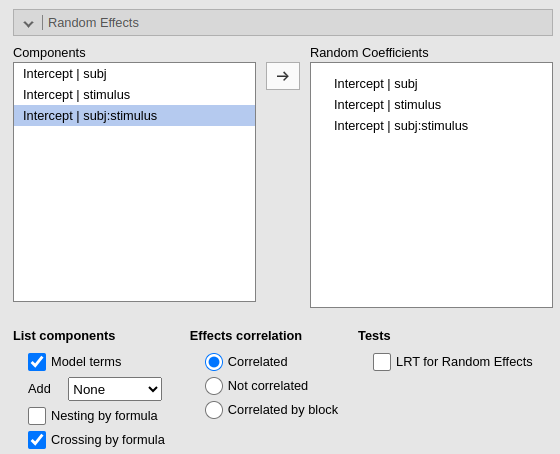 Random Effects
Components
Random Coefficients
Intercept | subj
Intercept | stimulus
Intercept | subj:stimulus
Intercept | subj
Intercept | stimulus
Intercept | subj:stimulus
List components
Model terms
Add None
Nesting by formula
Crossing by formula
Effects correlation
Correlated
Not correlated
Correlated by block
Tests
LRT for Random Effects